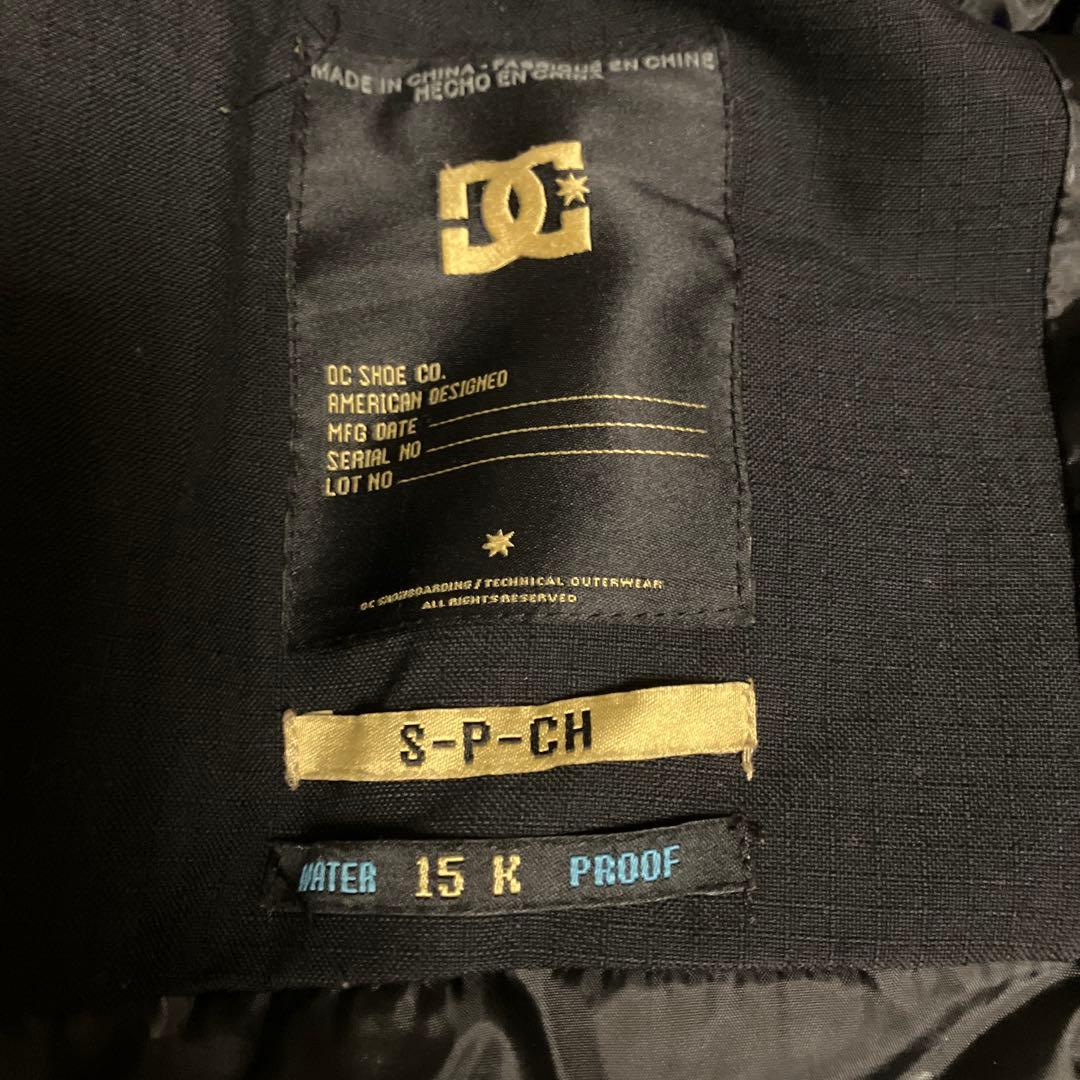 MADE IN CHINA - FABRIQUE EN CHINE
HECHO EN CHINE
DC
DC SHOE CO.
AMERICAN DESIGNED
MFG DATE
SERIAL NO
LOT NO
DC SNOWBOARDING / TECHNICAL OUTERWEAR
ALL RIGHTS RESERVED
S-P-CH
WATER 15 K PROOF